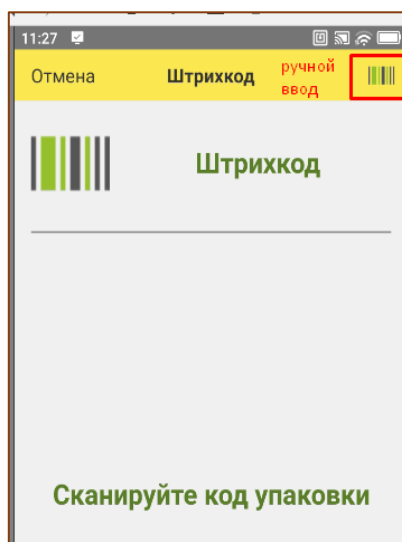 11:27
Отмена Штрихкод ручной
ввод
Штрихкод
Сканируйте код упаковки